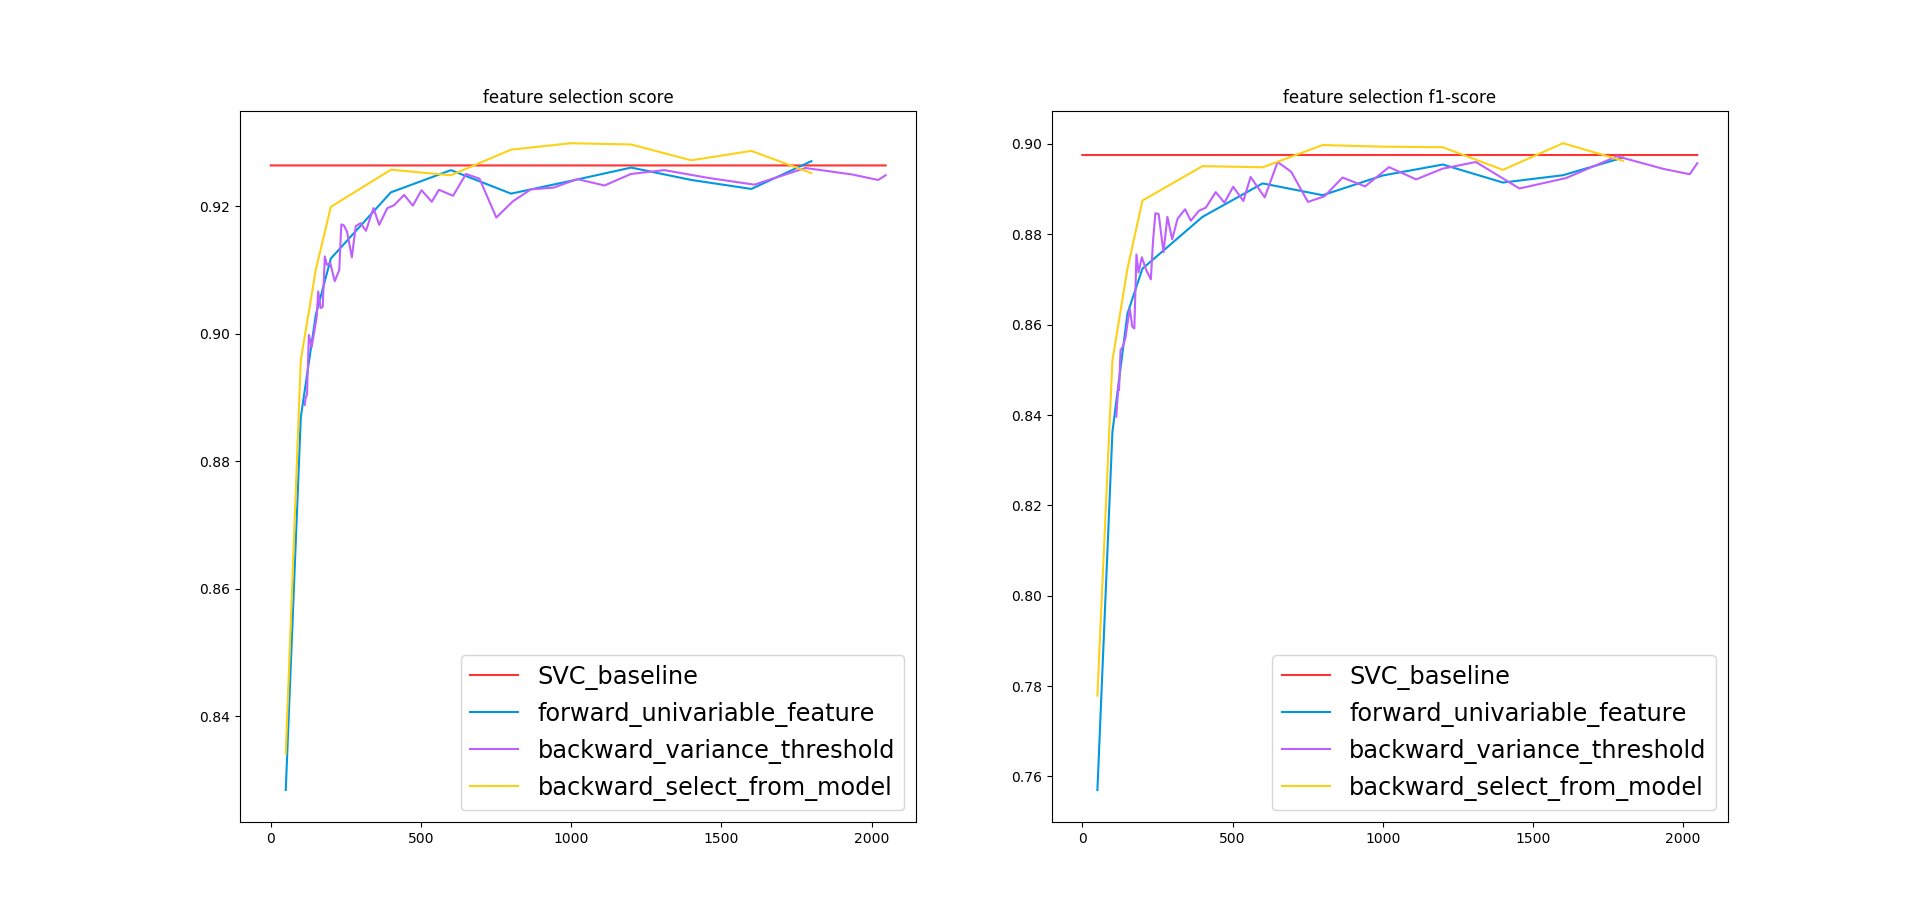 feature selection score
0.92
0.90
0.88
0.86
0.84
0
500
1000
1500
2000
SVC_baseline
forward_univariable_feature
backward_variance_threshold
backward_select_from_model
feature selection f1-score
0.90
0.88
0.86
0.84
0.82
0.80
0.78
0.76
0
500
1000
1500
2000
SVC_baseline
forward_univariable_feature
backward_variance_threshold
backward_select_from_model